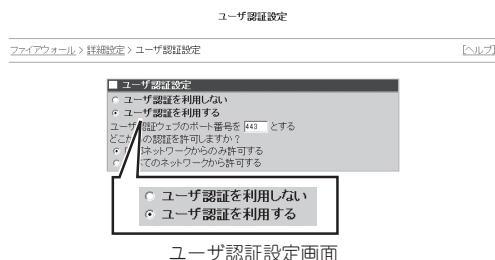 ユーザ認証設定
ファイアウォール > 詳細設定 > ユーザ認証設定
[ヘルプ]
■ ユーザ認証設定
ユーザ認証を利用しない
ユーザ認証を利用する
ユーザ認証ウェブのポート番号を 443 とする
どこからの認証を許可しますか?
ネットワークからのみ許可する
てのネットワークから許可する
ユーザ認証を利用しない
ユーザ認証を利用する
ユーザ認証設定画面